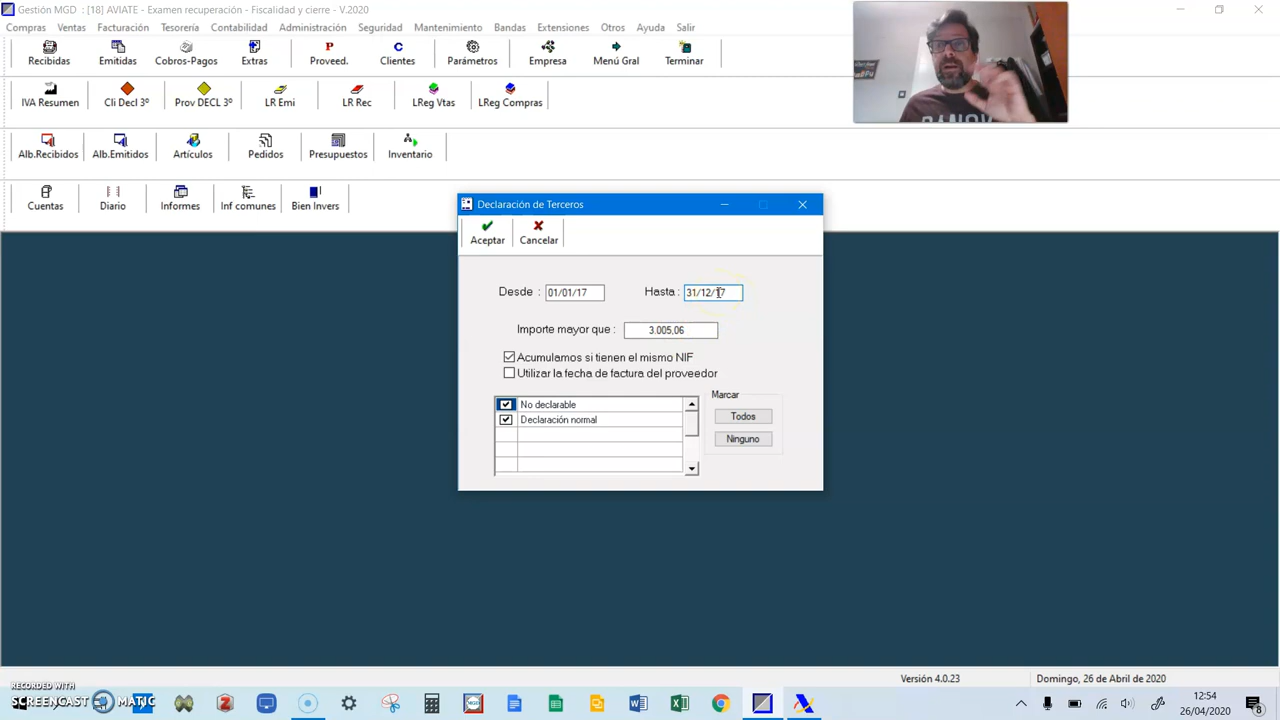 Gestión MGD : [18] AVIATE - Examen recuperación - Fiscalidad y cierre - V.2020
Compras Ventas Facturación Tesorería Contabilidad Administración Seguridad Mantenimiento Bandas Extensiones Otros Ayuda Salir
Recibidas Emitidas Cobros-Pagos Extras Proveed. Clientes Parámetros Empresa Menú Gral Terminar
IVA Resumen Cli Decl 3º Prov DECL 3º LR Emi LR Rec LReg Vtas LReg Compras
Alb.Recibidos Alb.Emitidos Artículos Pedidos Presupuestos Inventario
Cuentas Diario Informes Inf comunes Bien Invers
Declaración de Terceros
Aceptar Cancelar
Desde : 01/01/17 Hasta : 31/12/17
Importe mayor que : 3.005,06
Acumulamos si tienen el mismo NIF
Utilizar la fecha de factura del proveedor
Marcar
No declarable
Todos
Declaración normal
Ninguno
Versión 4.0.23 Domingo, 26 de Abril de 2020
RECORDED WITH
SCREENCAST MATIC
12:54
26/04/2020
8